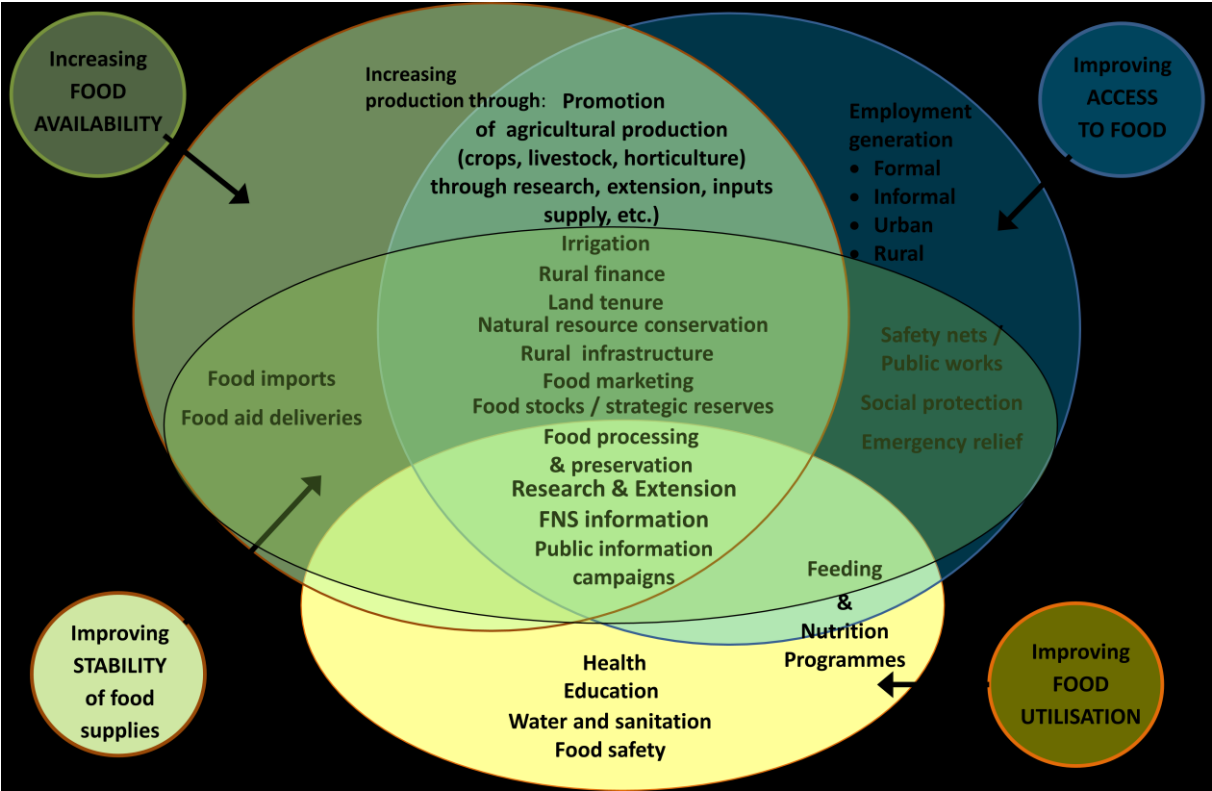 Increasing
FOOD
AVAILABILITY
Improving
ACCESS
TO FOOD
Increasing
production through:
Promotion
of agricultural production
(crops, livestock, horticulture)
through research, extension, inputs
supply, etc.)
Employment
generation
• Formal
• Informal
• Urban
• Rural
Irrigation
Rural finance
Land tenure
Natural resource conservation
Rural infrastructure
Food marketing
Food stocks / strategic reserves
Food imports
Food aid deliveries
Safety nets /
Public works
Social protection
Emergency relief
Food processing
& preservation
Research & Extension
FNS information
Public information
campaigns
Feeding
&
Nutrition
Programmes
Health
Education
Water and sanitation
Food safety
Improving
STABILITY
of food
supplies
Improving
FOOD
UTILISATION